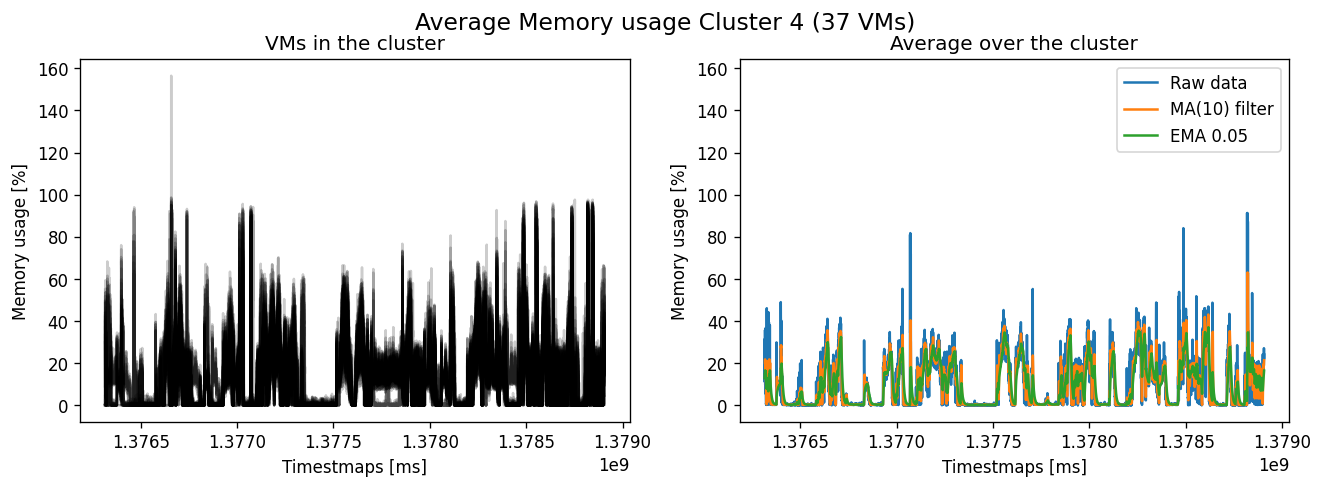 Average Memory usage Cluster 4 (37 VMs)
VMs in the cluster
160
140
120
100
80
60
40
20
0
Memory usage [%]
1.3765
1.3770
1.3775
1.3780
1.3785
1.3790
1e9
Timestmaps [ms]
Average over the cluster
160
140
120
100
80
60
40
20
0
Memory usage [%]
Raw data
MA(10) filter
EMA 0.05
1.3765
1.3770
1.3775
1.3780
1.3785
1.3790
1e9
Timestmaps [ms]